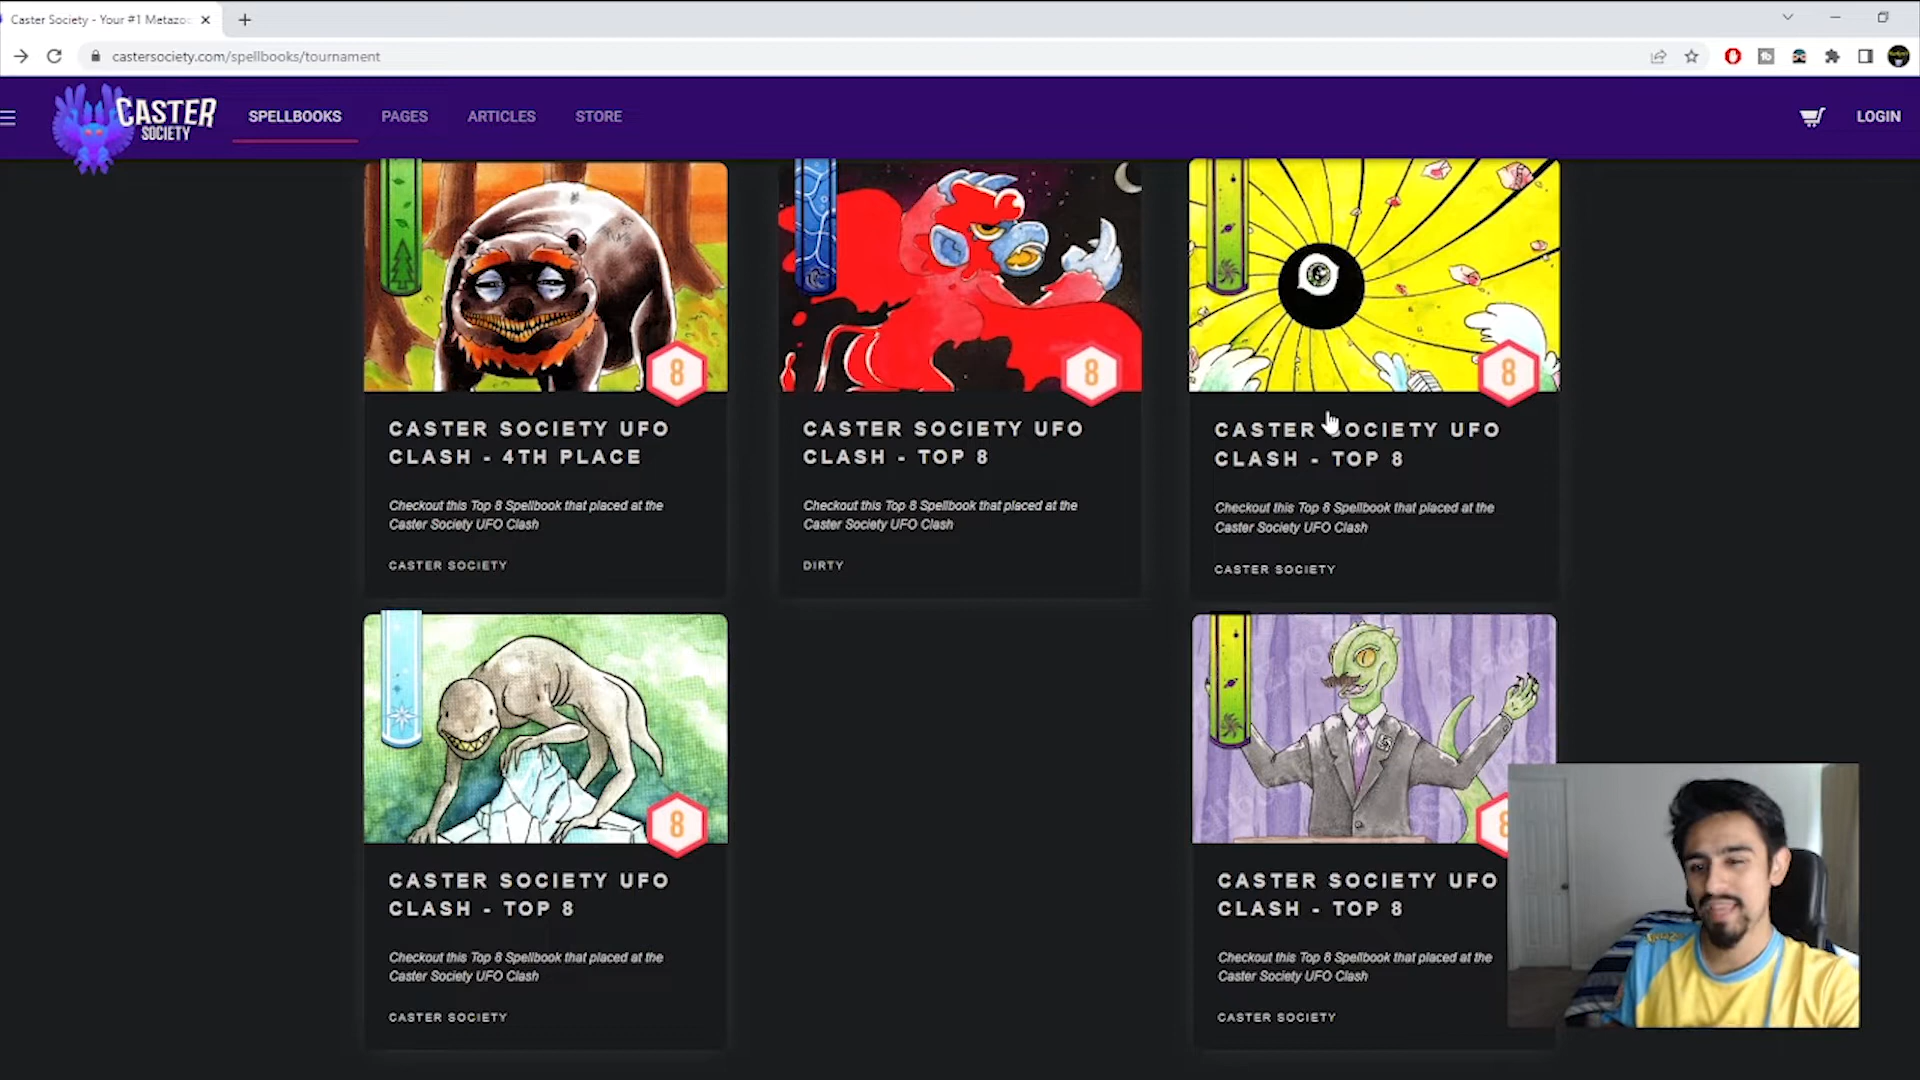 Caster Society - Your #1 Metazoo
castersociety.com/spellbooks/tournament
CASTER
SOCIETY
SPELLBOOKS
PAGES
ARTICLES
STORE
LOGIN
8
8
8
CASTER SOCIETY UFO
CLASH - 4TH PLACE
Checkout this Top 8 Spellbook that placed at the
Caster Society UFO Clash
CASTER SOCIETY
CASTER SOCIETY UFO
CLASH - TOP 8
Checkout this Top 8 Spellbook that placed at the
Caster Society UFO Clash
DIRTY
CASTER SOCIETY UFO
CLASH - TOP 8
Checkout this Top 8 Spellbook that placed at the
Caster Society UFO Clash
CASTER SOCIETY
8
8
CASTER SOCIETY UFO
CLASH - TOP 8
Checkout this Top 8 Spellbook that placed at the
Caster Society UFO Clash
CASTER SOCIETY
CASTER SOCIETY UFO
CLASH - TOP 8
Checkout this Top 8 Spellbook that placed at the
Caster Society UFO Clash
CASTER SOCIETY